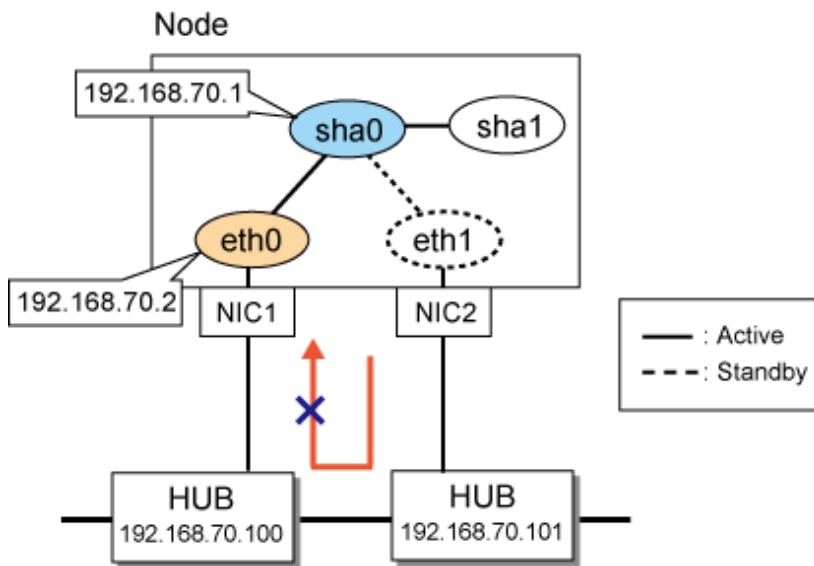 Node
192.168.70.1
sha0
sha1
eth0
eth1
192.168.70.2
NIC1
NIC2
: Active
: Standby
HUB
192.168.70.100
HUB
192.168.70.101